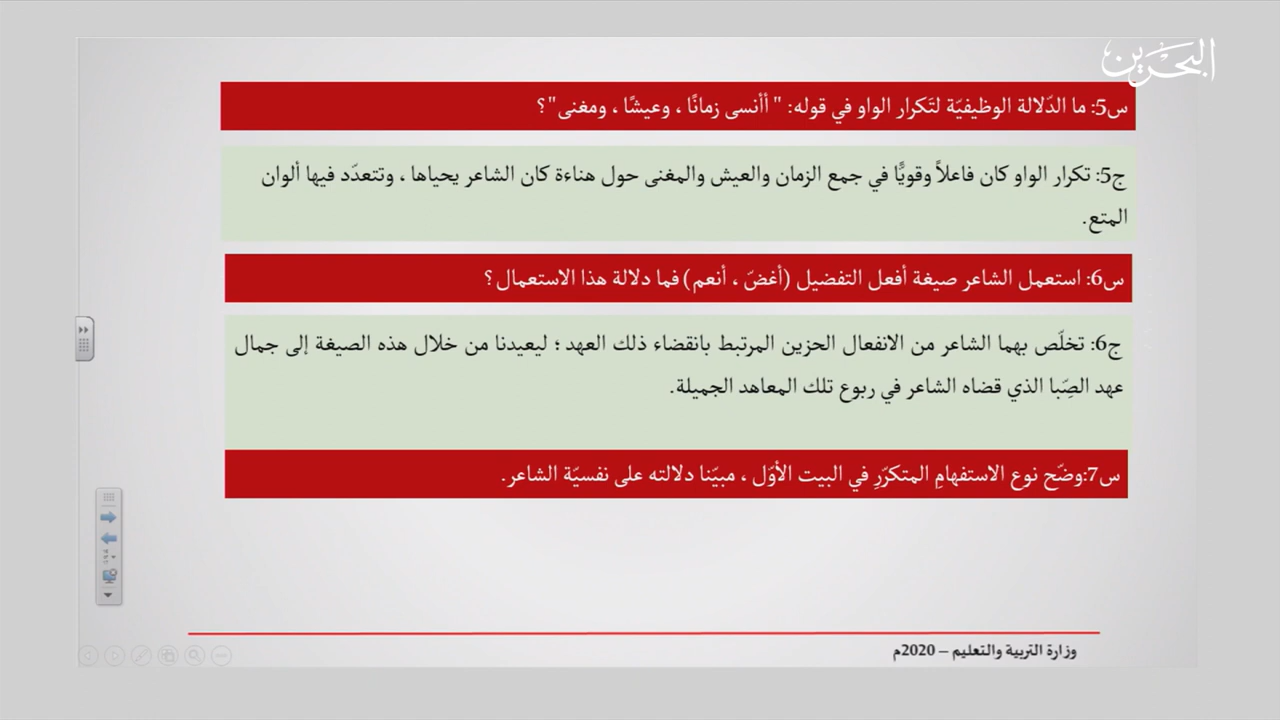 البحرين
س5: ما الدّلالة الوظيفيّة لتَكرار الواو في قوله: " أأنسى زمانًا ، وعيشًا ، ومغنى"؟
ج5: تكرار الواو كان فاعلاً وقويًّا في جمع الزمان والعيش والمغنى حول هناءة كان الشاعر يحياها ، وتتعدّد فيها ألوان
المتع.
س6: استعمل الشاعر صيغة أفعل التفضيل (أغضّ ، أنعم) فما دلالة هذا الاستعمال ؟
ج6: تخلّص بهما الشاعر من الانفعال الحزين المرتبط بانقضاء ذلك العهد ؛ ليعيدنا من خلال هذه الصيغة إلى جمال
عهد الصِّبا الذي قضاه الشاعر في ربوع تلك المعاهد الجميلة.
س7:وضّح نوع الاستفهامِ المتكرّرِ في البيت الأوّل ، مبيّنا دلالته على نفسيّة الشاعر.
وزارة التربية والتعليم – 2020م